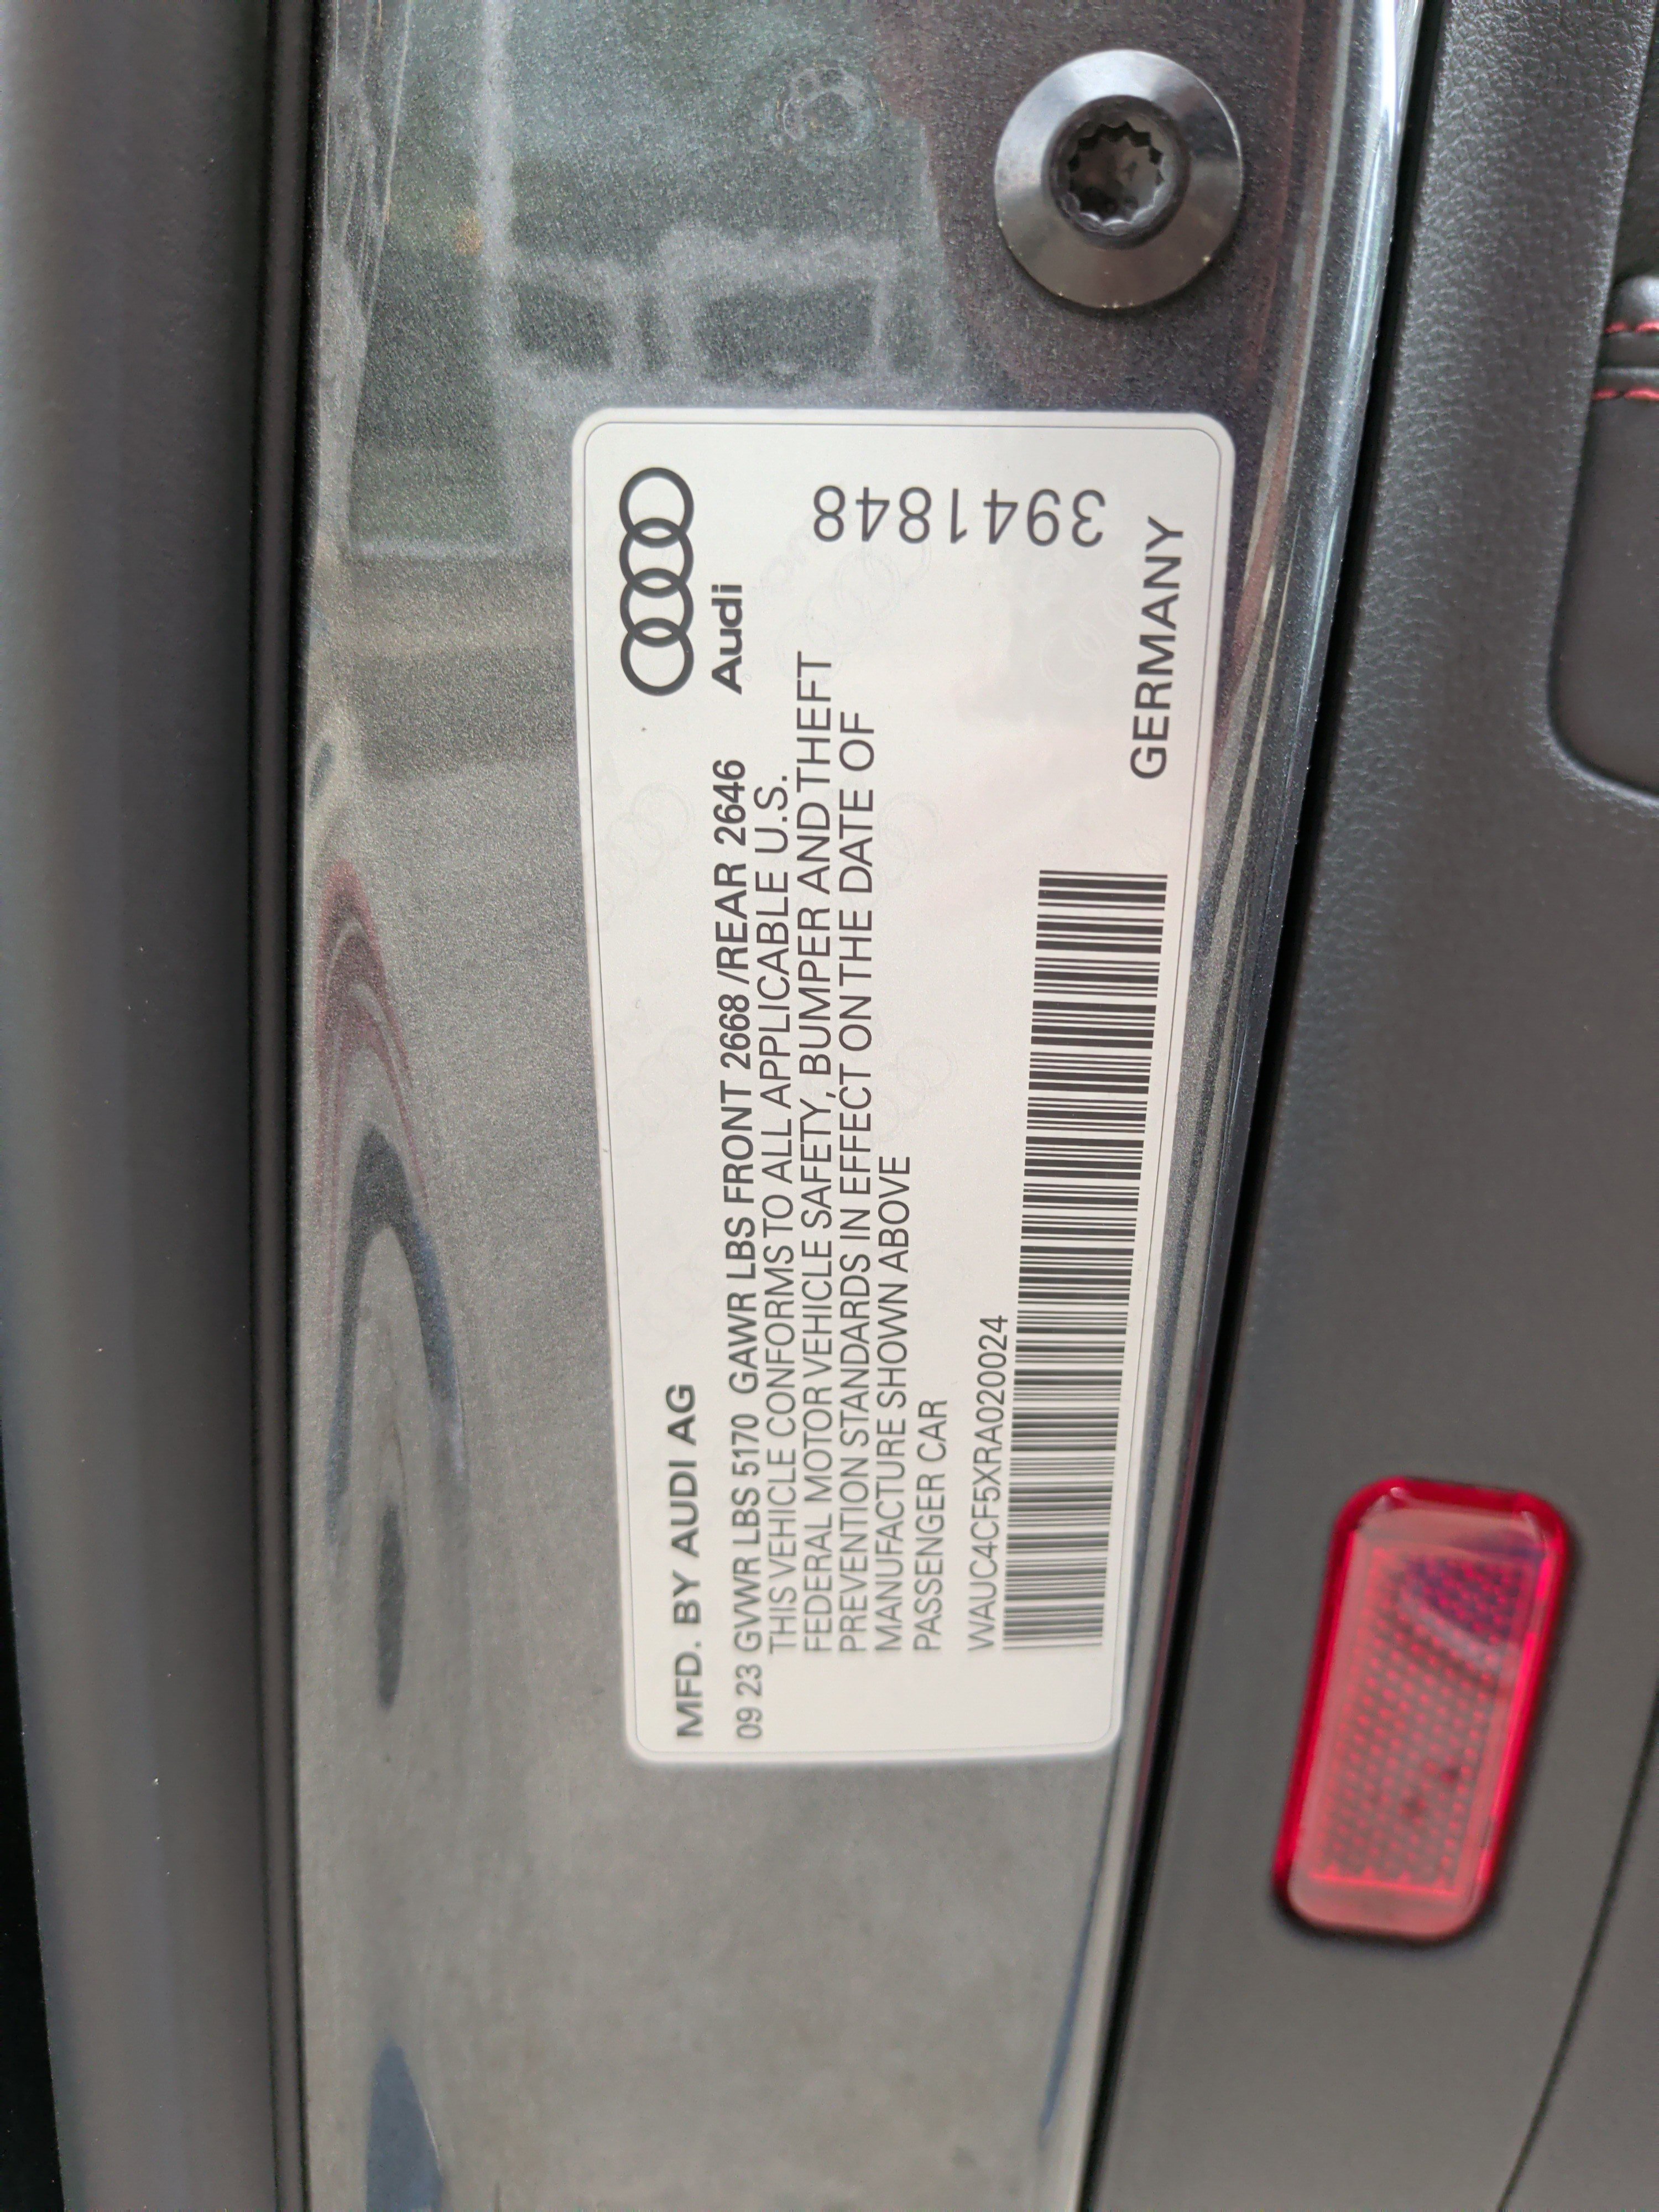 MFD. BY AUDI AG
Audi
09 23 GVWR LBS 5170 GAWR LBS FRONT 2668/REAR 2646
THIS VEHICLE CONFORMS TO ALL APPLICABLE U.S.
FEDERAL MOTOR VEHICLE SAFETY, BUMPER AND THEFT
PREVENTION STANDARDS IN EFFECT ON THE DATE OF
MANUFACTURE SHOWN ABOVE
PASSENGER CAR
WAUC4CF5XRA020024
GERMANY
3941848